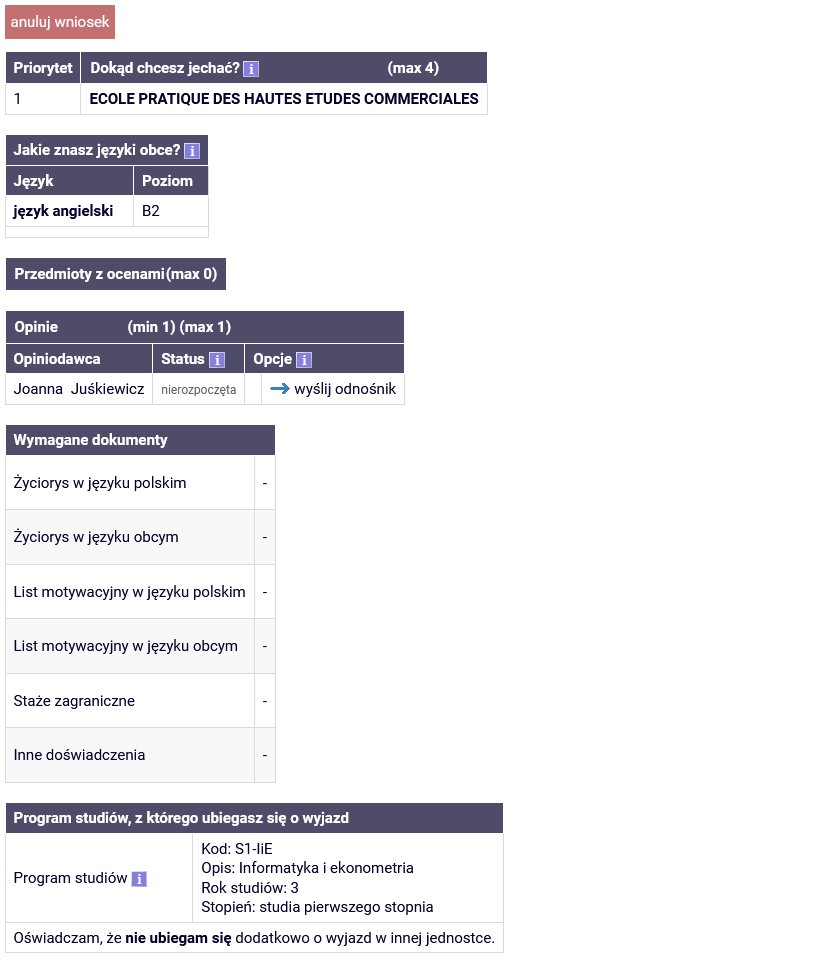 anuluj wniosek
Priorytet Dokąd chcesz jechać? i (max 4)
1 ECOLE PRATIQUE DES HAUTES ETUDES COMMERCIALES
Jakie znasz języki obce? i
Język Poziom
język angielski B2
Przedmioty z ocenami (max 0)
Opinie (min 1) (max 1)
Opiniodawca Status i Opcje i
Joanna Juśkiewicz nierozpoczęta wyślij odnośnik
Wymagane dokumenty
Życiorys w języku polskim -
Życiorys w języku obcym -
List motywacyjny w języku polskim -
List motywacyjny w języku obcym -
Staże zagraniczne -
Inne doświadczenia -
Program studiów, z którego ubiegasz się o wyjazd
Program studiów i
Kod: S1-IiE
Opis: Informatyka i ekonometria
Rok studiów: 3
Stopień: studia pierwszego stopnia
Oświadczam, że nie ubiegam się dodatkowo o wyjazd w innej jednostce.